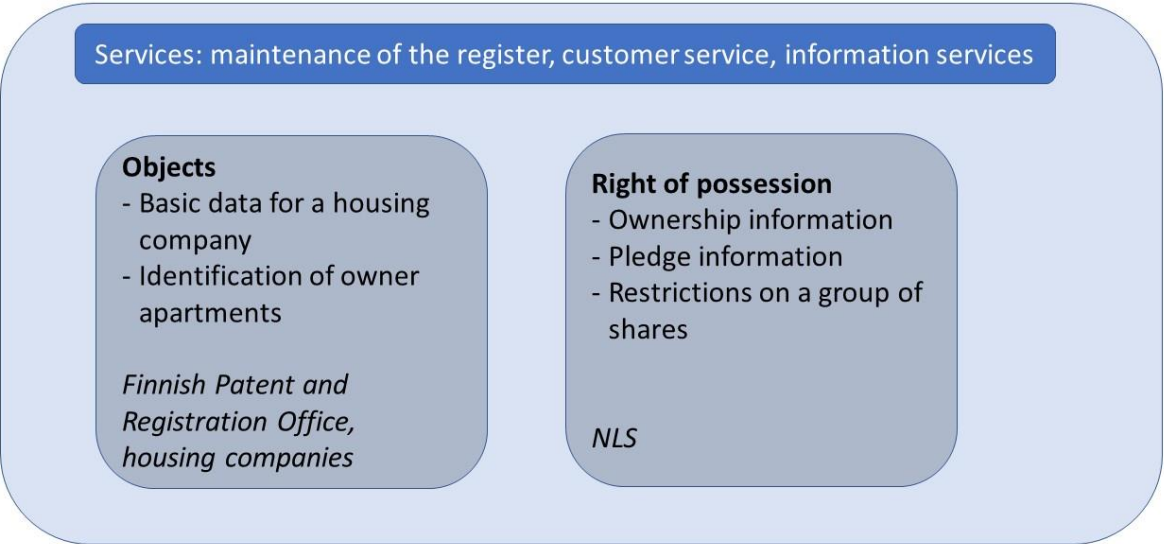 Services: maintenance of the register, customer service, information services
Objects
- Basic data for a housing
company
- Identification of owner
apartments
Finnish Patent and
Registration Office,
housing companies
Right of possession
- Ownership information
- Pledge information
- Restrictions on a group of
shares
NLS